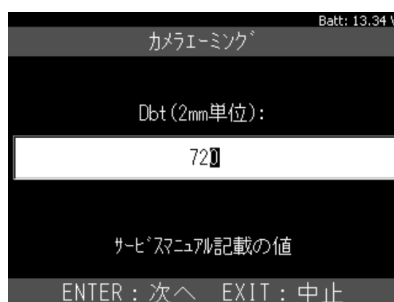 Batt: 13.34 V
ｶﾒﾗｴｰﾐﾝｸﾞ
Dbt(2mm単位):
720
ｻｰﾋﾞｽﾏﾆｭｱﾙ記載の値
ENTER:次へ EXIT:中止